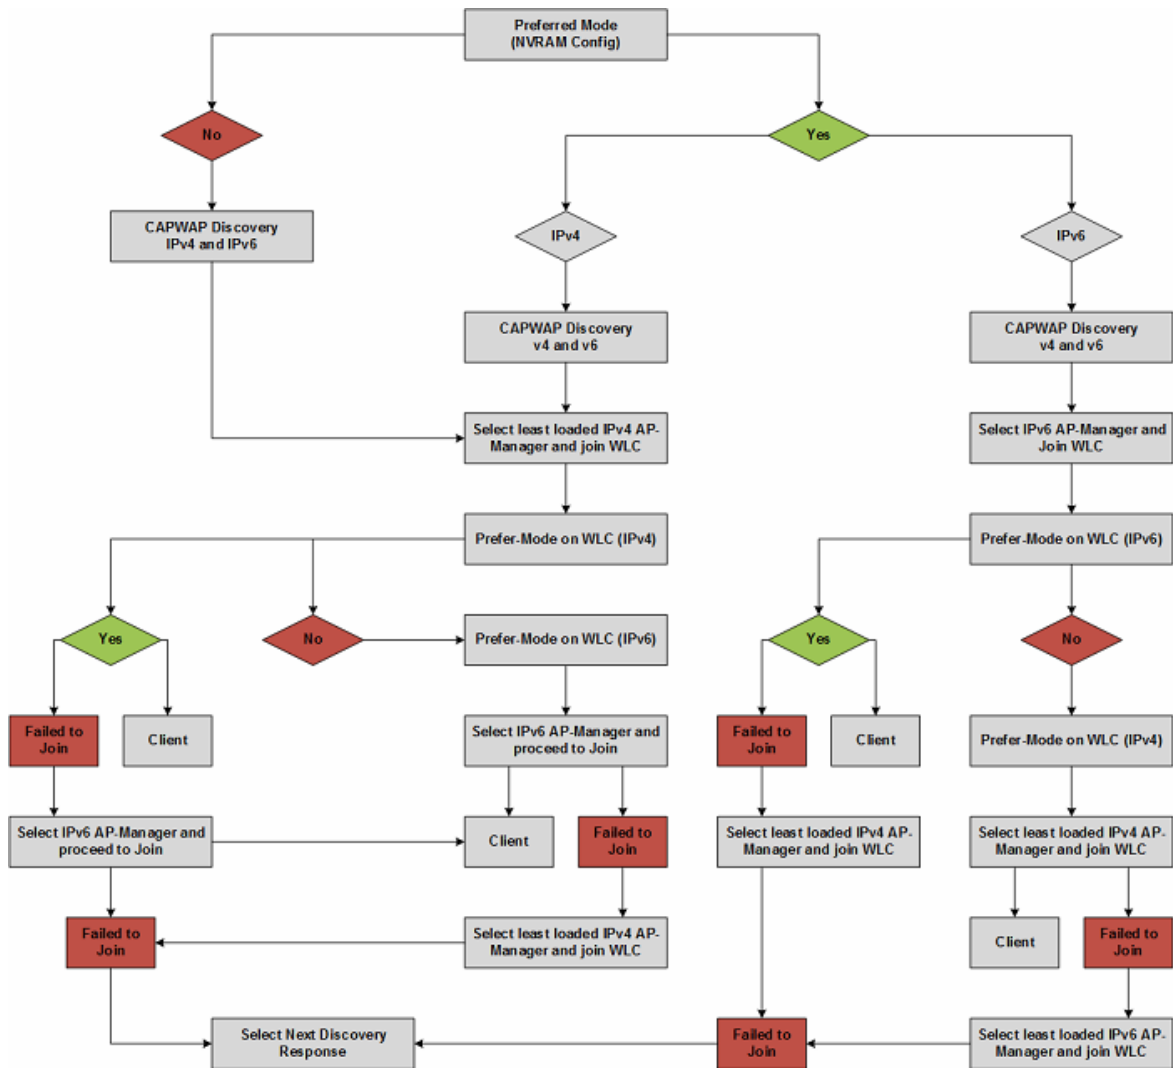 Preferred Mode
(NVRAM Config)
No
Yes
CAPWAP Discovery
IPv4 and IPv6
IPv4
IPv6
CAPWAP Discovery
v4 and v6
CAPWAP Discovery
v4 and v6
Select least loaded IPv4 AP-
Manager and join WLC
Select IPv6 AP-Manager and
Join WLC
Prefer-Mode on WLC (IPv4)
Prefer-Mode on WLC (IPv6)
Yes
No
Prefer-Mode on WLC (IPv6)
Yes
No
Failed to
Join
Client
Select IPv6 AP-Manager and
proceed to Join
Failed to
Join
Client
Prefer-Mode on WLC (IPv4)
Select IPv6 AP-Manager and
proceed to Join
Client
Failed to
Join
Select least loaded IPv4 AP-
Manager and join WLC
Select least loaded IPv4 AP-
Manager and join WLC
Failed to
Join
Select least loaded IPv4 AP-
Manager and join WLC
Client
Failed to
Join
Select Next Discovery
Response
Failed to
Join
Select least loaded IPv6 AP-
Manager and join WLC